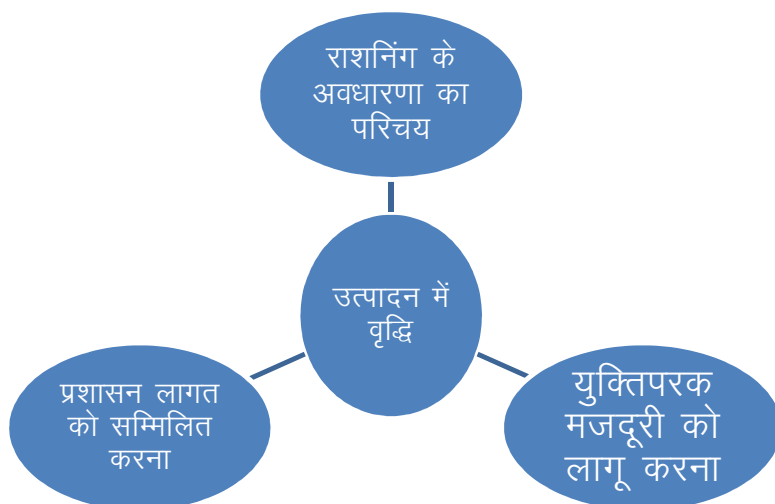 राशनिंग के
अवधारणा का
परिचय
उत्पादन में
वृद्धि
प्रशासन लागत
को सम्मिलित
करना
युक्तिपरक
मजदूरी को
लागू करना